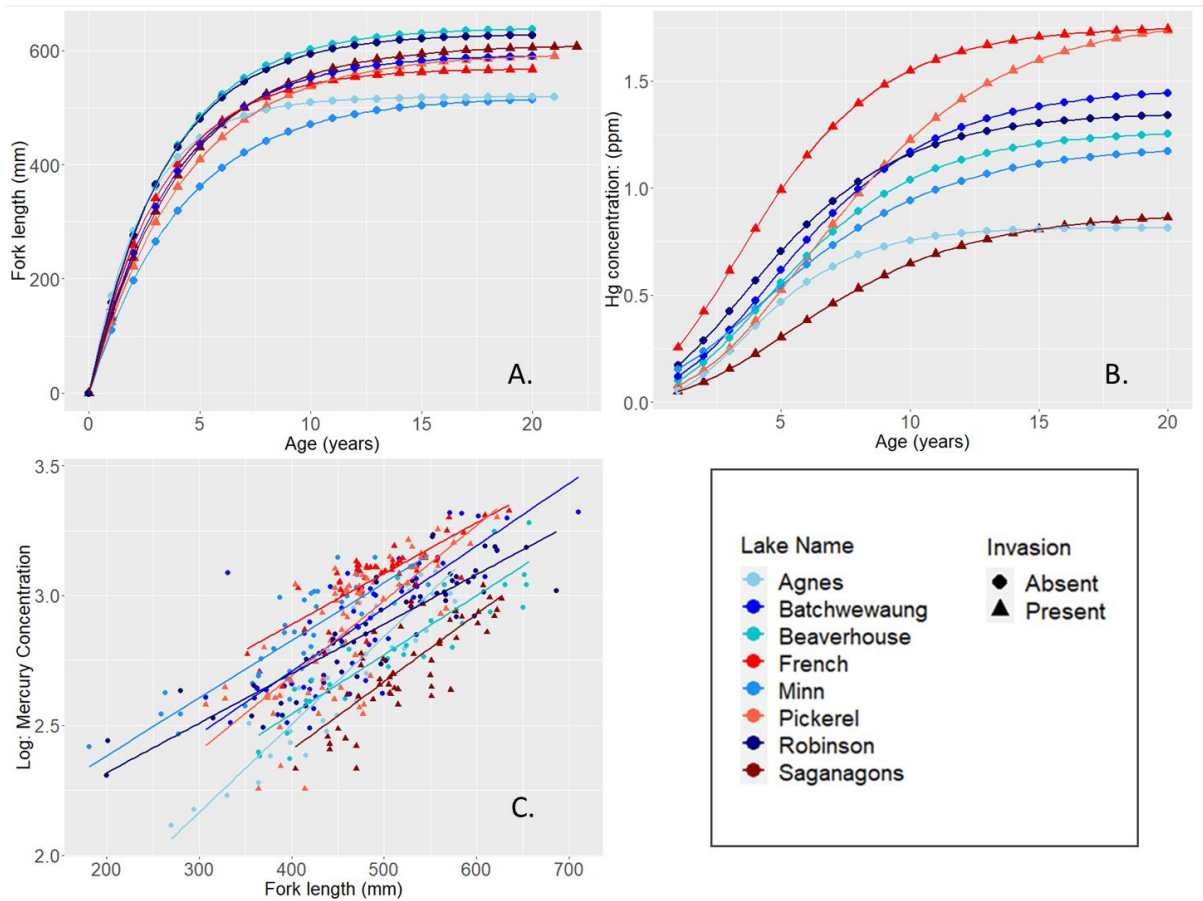 600
400
200
0
Fork length (mm)
0 5 10 15 20
Age (years)
A.
1.5
1.0
0.5
0.0
Hg concentration: (ppm)
5 10 15 20
Age (years)
B.
3.5
3.0
2.5
2.0
Log: Mercury Concentration
200 300 400 500 600 700
Fork length (mm)
C.
Lake Name
Agnes
Batchwewaung
Beaverhouse
French
Minn
Pickerel
Robinson
Saganagons
Invasion
Absent
Present